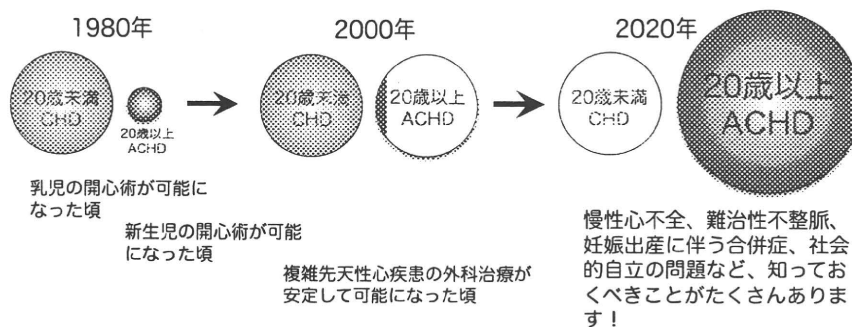 1980年
2000年
2020年
20歳未満
CHD
20歳以上
ACHD
20歳未満
CHD
20歳以上
ACHD
20歳未満
CHD
20歳以上
ACHD
乳児の開心術が可能に
なった頃
新生児の開心術が可能
になった頃
複雑先天性心疾患の外科治療が
安定して可能になった頃
慢性心不全、難治性不整脈、
妊娠出産に伴う合併症、社会
的自立の問題など、知ってお
くべきことがたくさんありま
す！